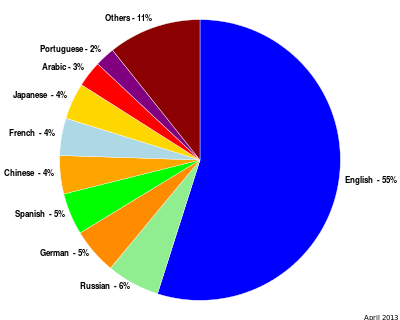 Others - 11%
Portuguese - 2%
Arabic - 3%
Japanese - 4%
French - 4%
Chinese - 4%
Spanish - 5%
German - 5%
Russian - 6%
English - 55%
April 2013